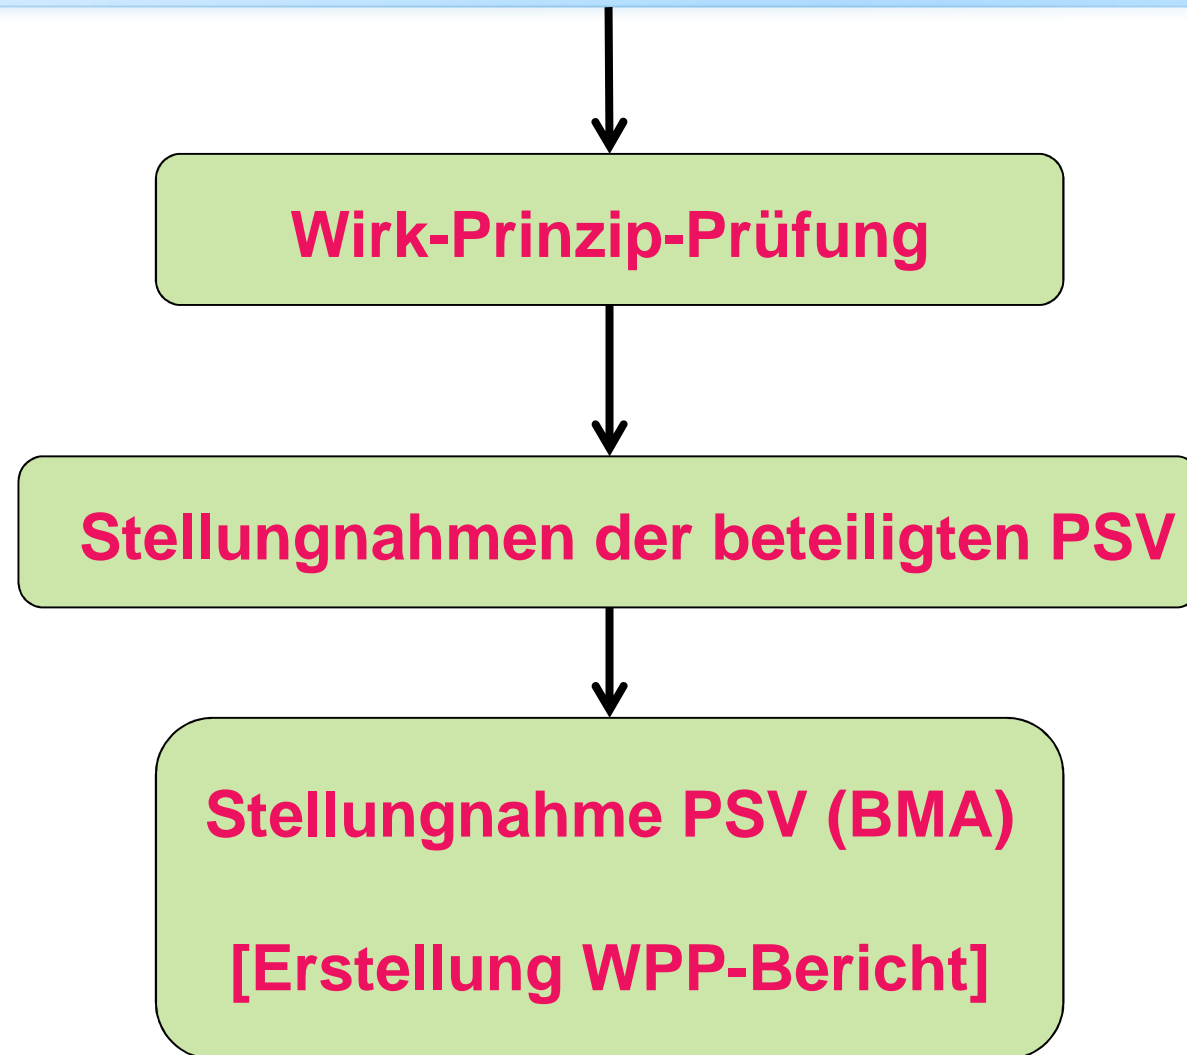 Wirk-Prinzip-Prüfung
Stellungnahmen der beteiligten PSV
Stellungnahme PSV (BMA)
[Erstellung WPP-Bericht]